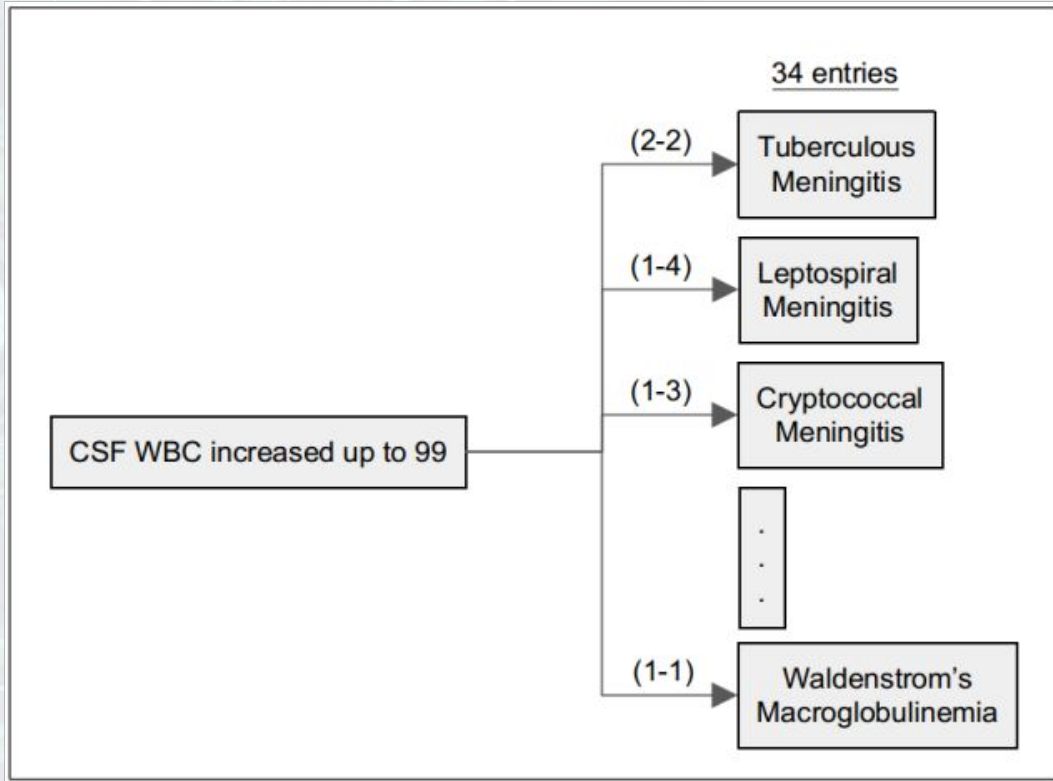 34 entries
(2-2)
Tuberculous
Meningitis
(1-4)
Leptospiral
Meningitis
(1-3)
Cryptococcal
Meningitis
CSF WBC increased up to 99
.
.
.
(1-1)
Waldenstrom's
Macroglobulinemia